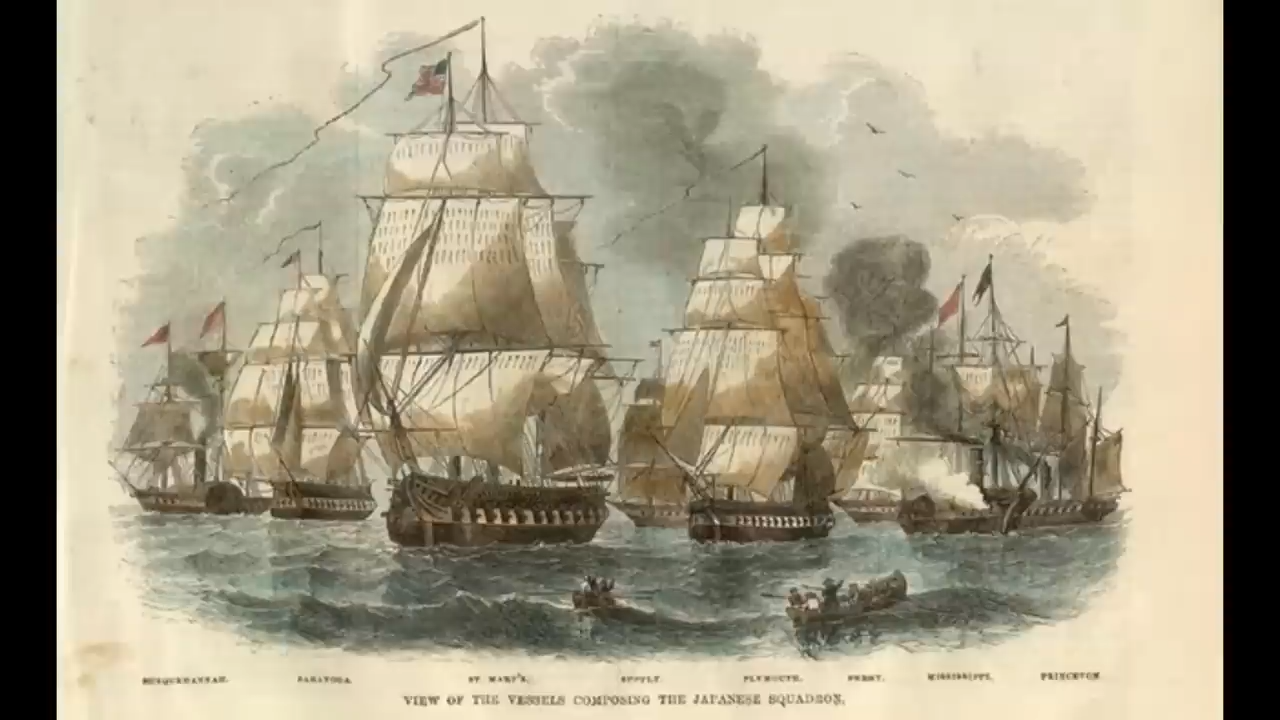 SUSQUEHANNAH. SARATOGA. ST. MARY'S. SUPPLY. PLYMOUTH. PERRY. MISSISSIPPI. PRINCETON.
VIEW OF THE VESSELS COMPOSING THE JAPANESE SQUADRON.